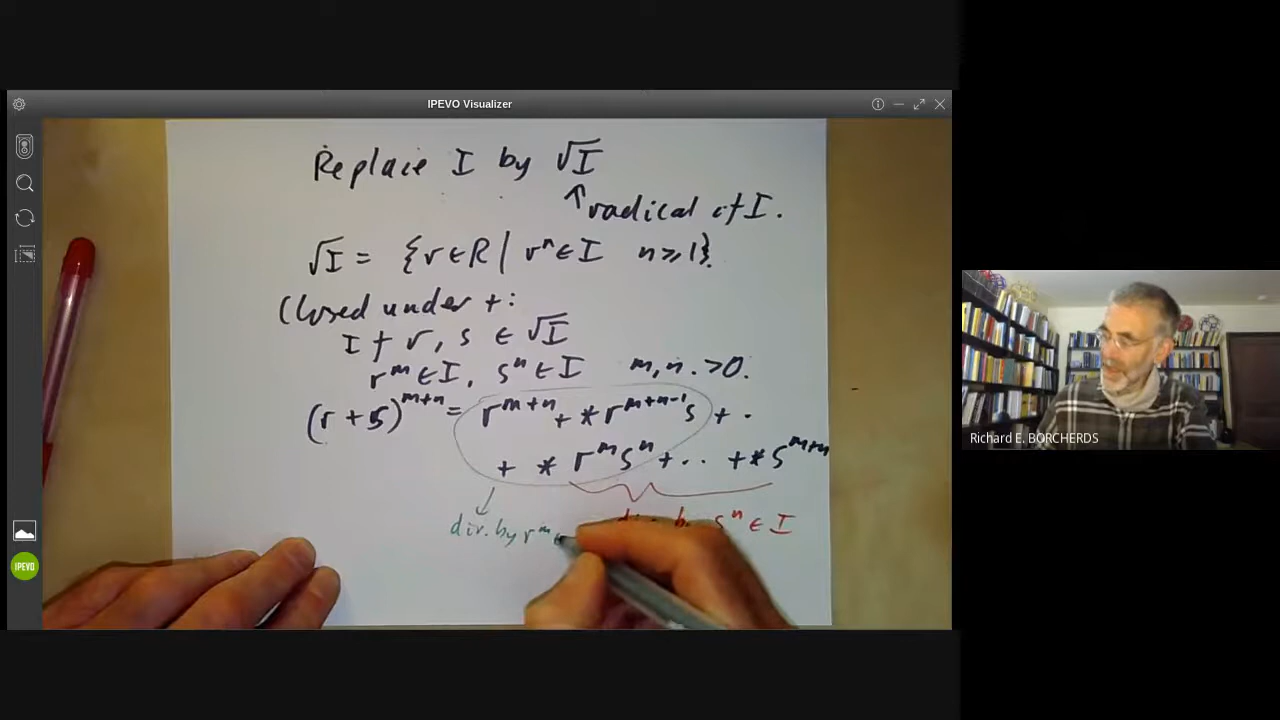 IPEVO Visualizer
Replace I by √I
↑ radical of I.
√I = {r ∈ R | rⁿ ∈ I n ≥ 1}.
Closed under +:
If r, s ∈ √I
rᵐ ∈ I, sⁿ ∈ I m, n. > 0.
(r + s)ᵐ⁺ⁿ = rᵐ⁺ⁿ + * rᵐ⁺ⁿ⁻¹s + ·
+ * rᵐsⁿ + .. + * sᵐ⁺ⁿ
div. by rᵐ
sⁿ ∈ I
IPEVO
Richard E. BORCHERDS